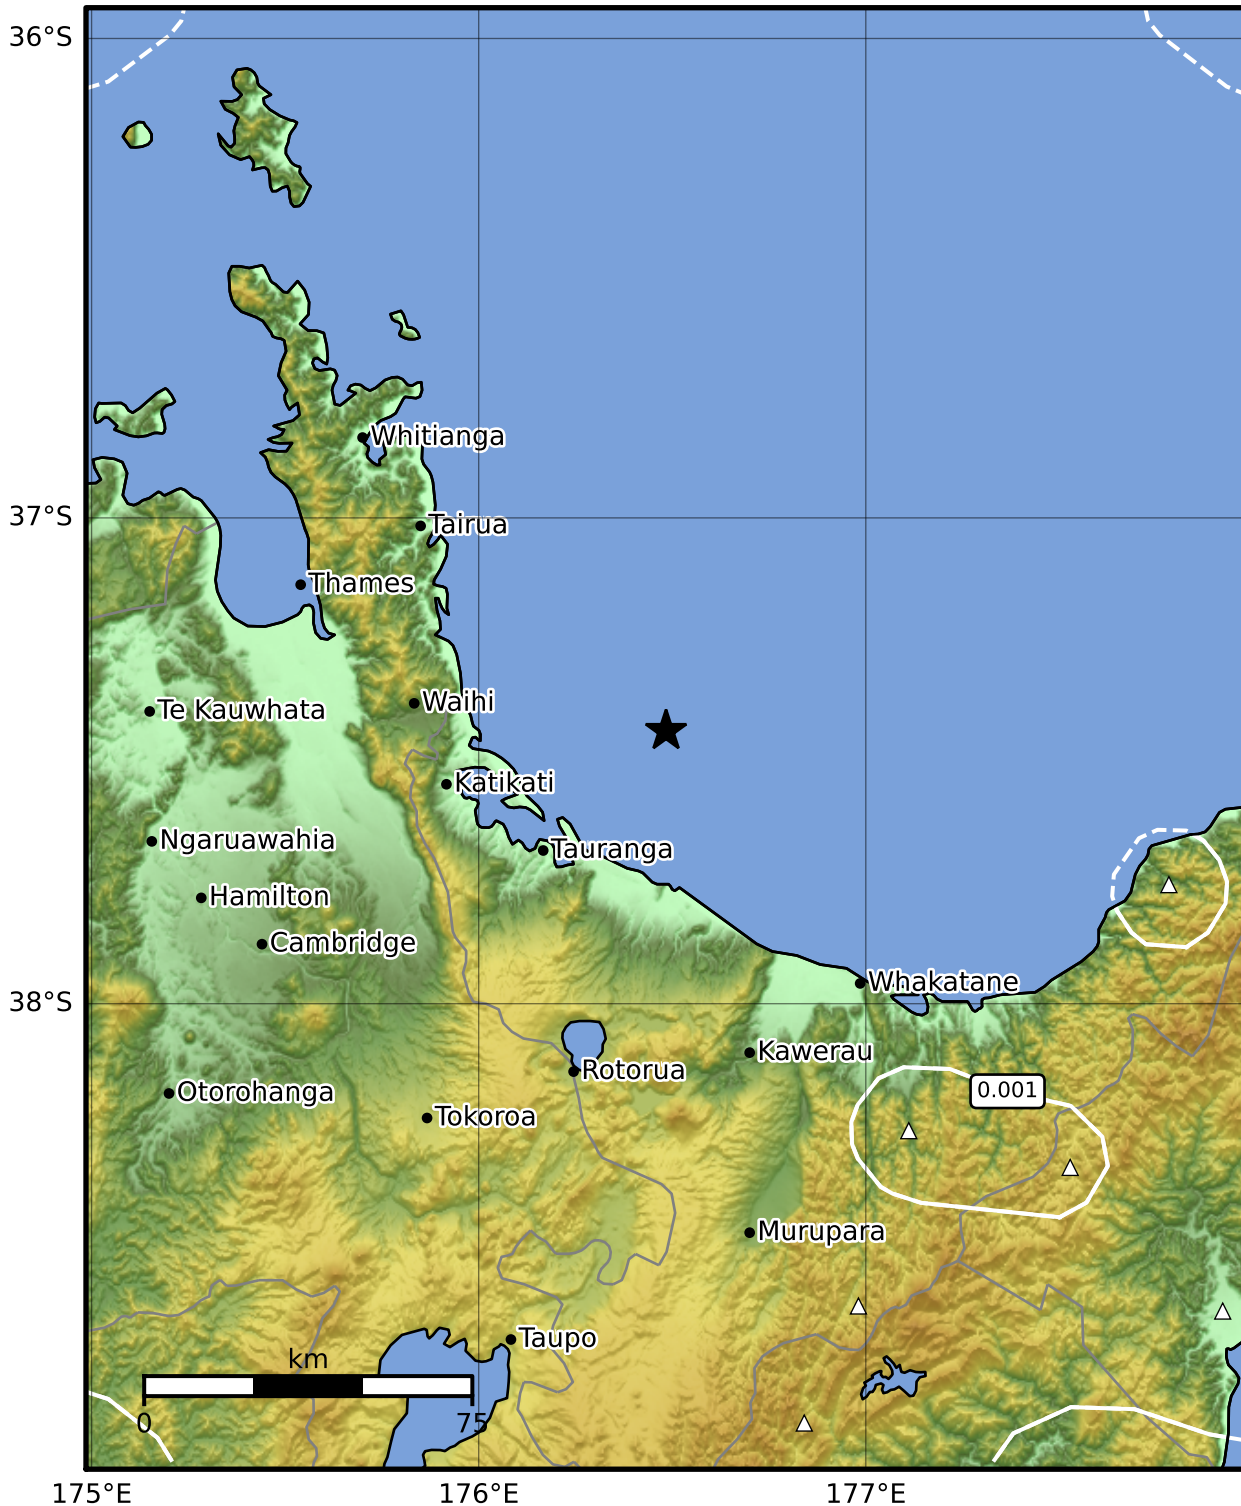 36°S
Whitianga
37°S
Tairua
Thames
Waihi
Te Kauwhata
Katikati
Ngaruawahia
Tauranga
Hamilton
Cambridge
Whakatane
38°S
Kawerau
Rotorua
0.001
Otorohanga
Tokoroa
Murupara
Taupo
km
0 75
175°E 176°E 177°E